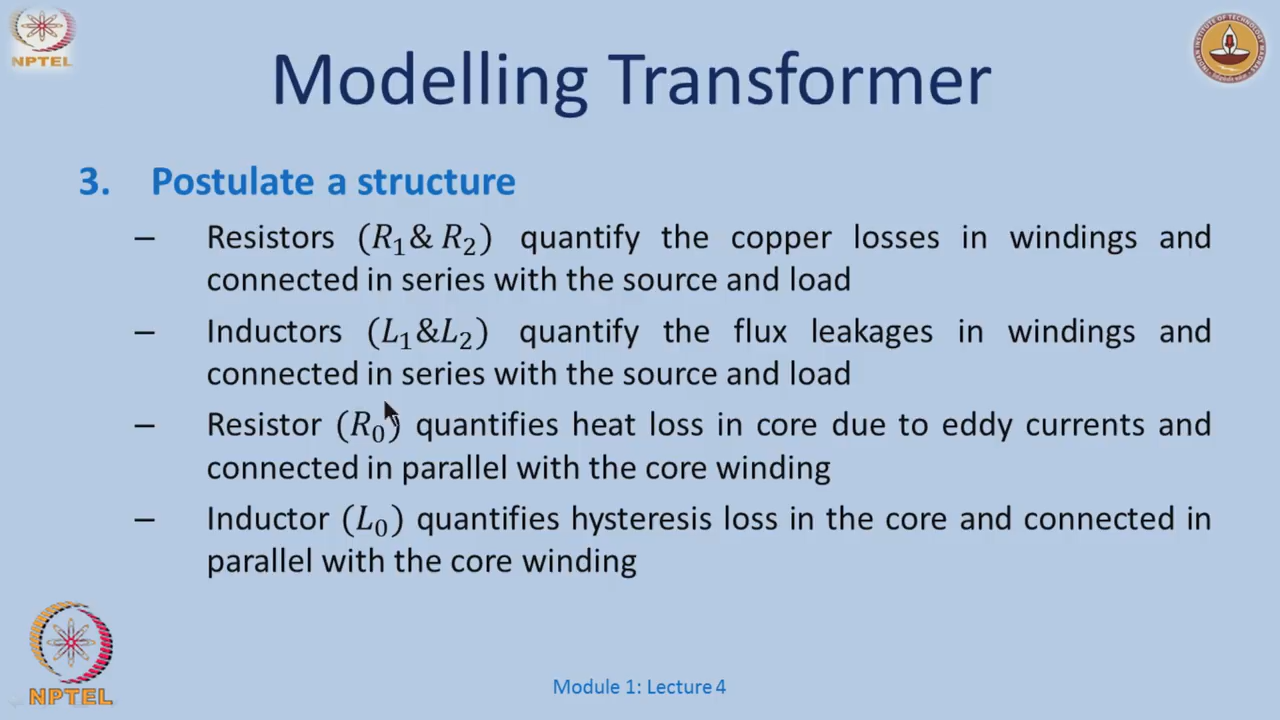 NPTEL
Modelling Transformer
3. Postulate a structure
– Resistors (𝑅₁& 𝑅₂) quantify the copper losses in windings and
connected in series with the source and load
– Inductors (𝐿₁&𝐿₂) quantify the flux leakages in windings and
connected in series with the source and load
– Resistor (𝑅₀) quantifies heat loss in core due to eddy currents and
connected in parallel with the core winding
– Inductor (𝐿₀) quantifies hysteresis loss in the core and connected in
parallel with the core winding
NPTEL
Module 1: Lecture 4